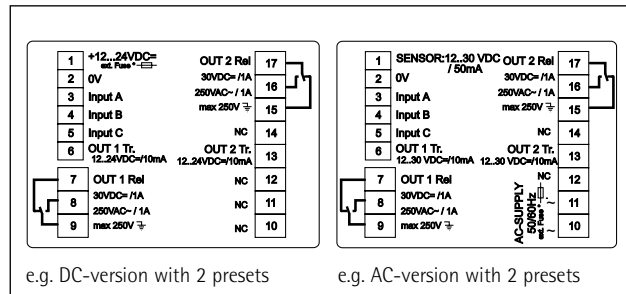 1 +12...24VDC= OUT 2 Rel 17
ext. Fuse *
2 0V 30VDC= /1A 16
3 Input A 250VAC~ / 1A
4 Input B max 250V 15
5 Input C NC 14
6 OUT 1 Tr. OUT 2 Tr. 13
12..24VDC=/10mA 12..24VDC=/10mA
7 OUT 1 Rel NC 12
8 30VDC= /1A NC 11
250VAC~ / 1A
9 max 250V NC 10
e.g. DC-version with 2 presets
1 SENSOR:12..30 VDC OUT 2 Rel 17
/ 50mA
2 0V 30VDC= /1A 16
3 Input A 250VAC~ / 1A
4 Input B max 250V 15
5 Input C NC 14
6 OUT 1 Tr. OUT 2 Tr. 13
12..30 VDC=/10mA 12..30 VDC=/10mA
7 OUT 1 Rel NC 12
8 30VDC= /1A ~ 11
250VAC~ / 1A
9 max 250V ~ 10
AC-SUPPLY
50/60Hz
ext. Fuse *
e.g. AC-version with 2 presets